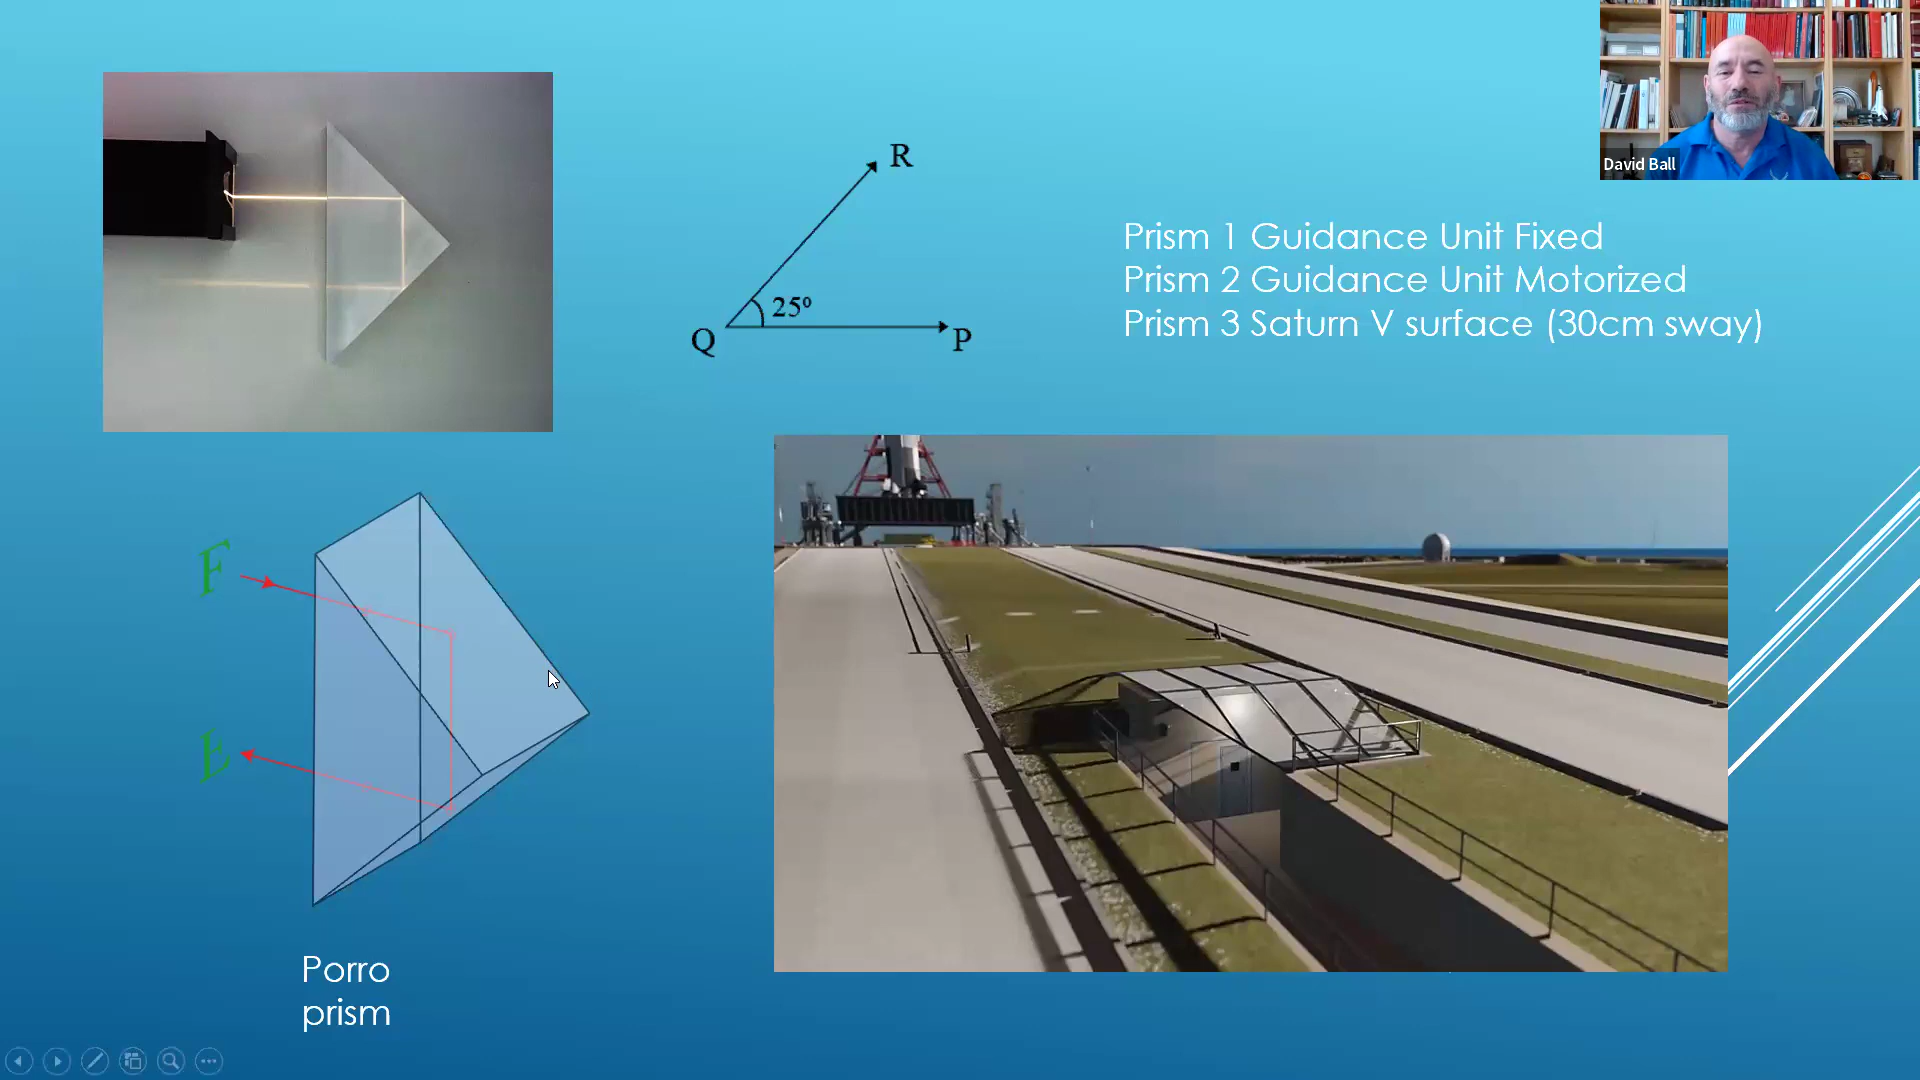 David Ball
R
25º
Q
P
Prism 1 Guidance Unit Fixed
Prism 2 Guidance Unit Motorized
Prism 3 Saturn V surface (30cm sway)
F
E
Porro
prism